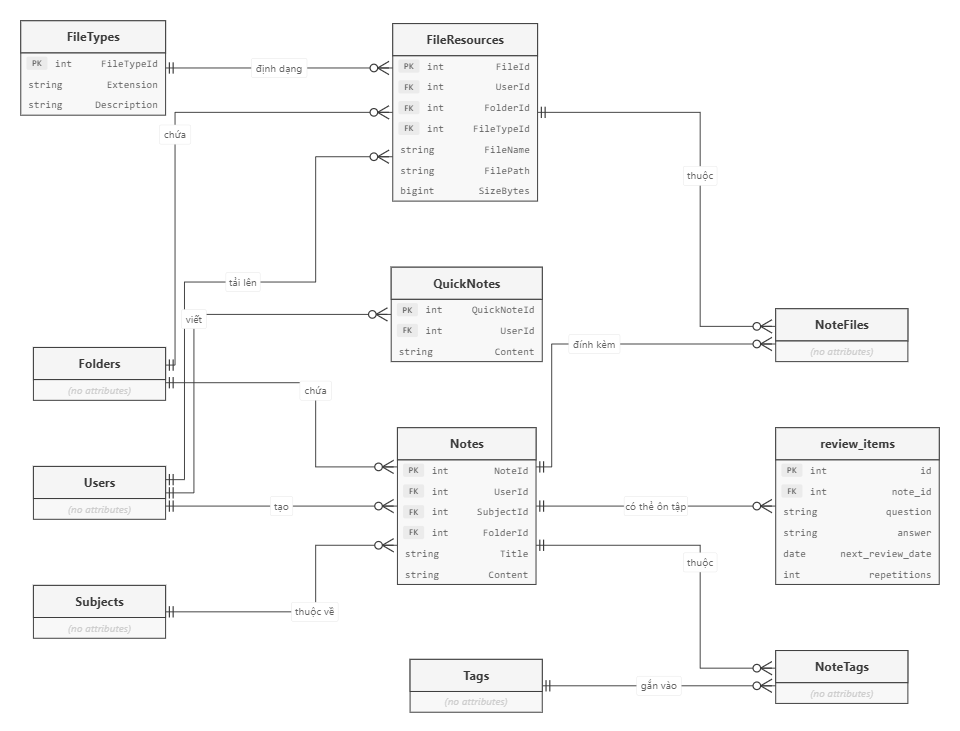 FileTypes
PK int FileTypeId
string Extension
string Description
định dạng
FileResources
PK int FileId
FK int UserId
FK int FolderId
FK int FileTypeId
string FileName
string FilePath
bigint SizeBytes
chứa
thuộc
tải lên
viết
QuickNotes
PK int QuickNoteId
FK int UserId
string Content
NoteFiles
(no attributes)
đính kèm
Folders
(no attributes)
chứa
Notes
PK int NoteId
FK int UserId
FK int SubjectId
FK int FolderId
string Title
string Content
review_items
PK int id
FK int note_id
string question
string answer
date next_review_date
int repetitions
Users
(no attributes)
tạo
có thể ôn tập
thuộc
Subjects
(no attributes)
thuộc về
Tags
(no attributes)
gắn vào
NoteTags
(no attributes)